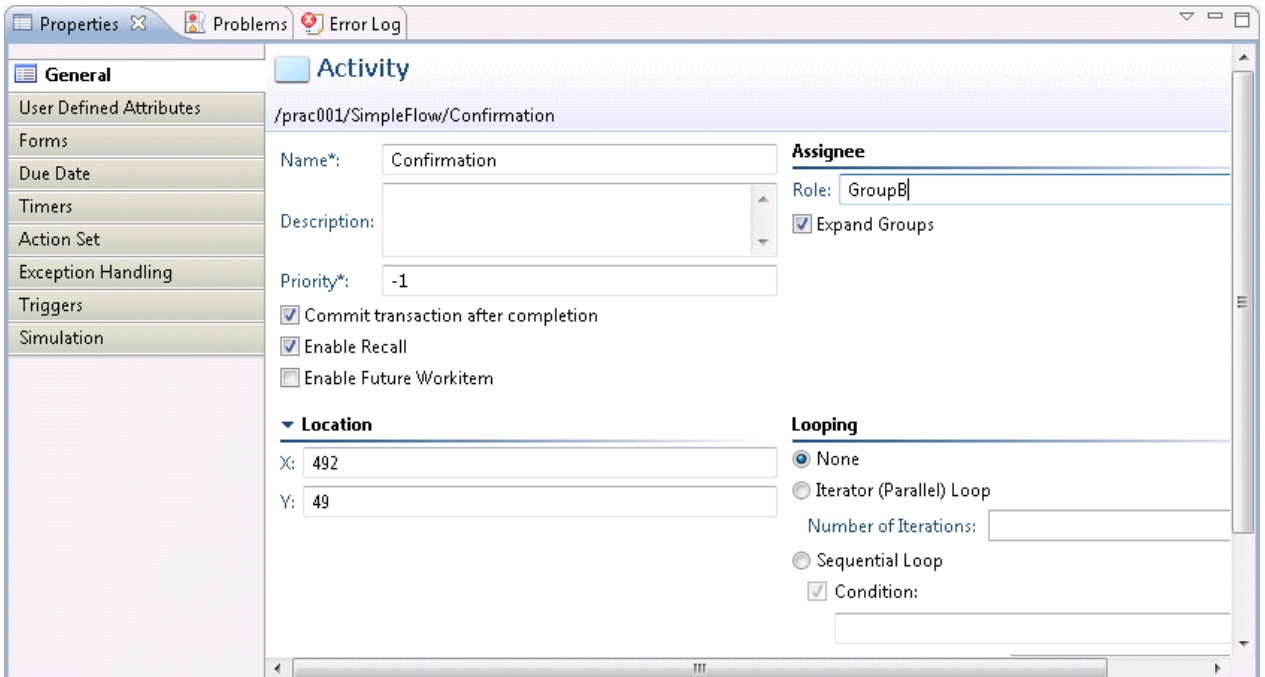 Properties Problems Error Log
General
User Defined Attributes
Forms
Due Date
Timers
Action Set
Exception Handling
Triggers
Simulation
Activity
/prac001/SimpleFlow/Confirmation
Name*: Confirmation
Description:
Priority*: -1
Commit transaction after completion
Enable Recall
Enable Future Workitem
Location
X: 492
Y: 49
Assignee
Role: GroupB
Expand Groups
Looping
None
Iterator (Parallel) Loop
Number of Iterations:
Sequential Loop
Condition: